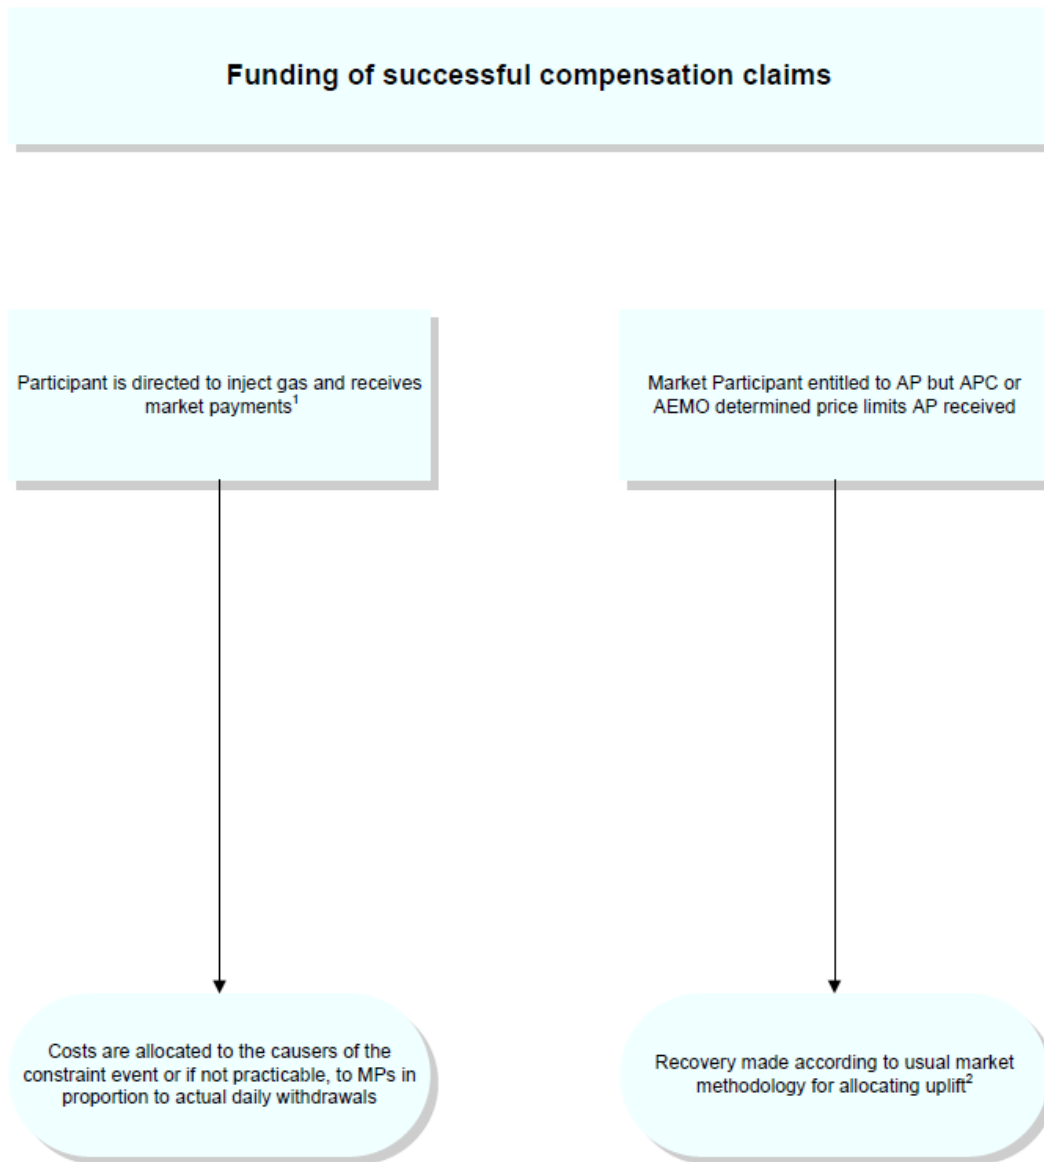 Funding of successful compensation claims
Participant is directed to inject gas and receives
market payments1
Market Participant entitled to AP but APC or
AEMO determined price limits AP received
Costs are allocated to the causers of the
constraint event or if not practicable, to MPs in
proportion to actual daily withdrawals
Recovery made according to usual market
methodology for allocating uplift2